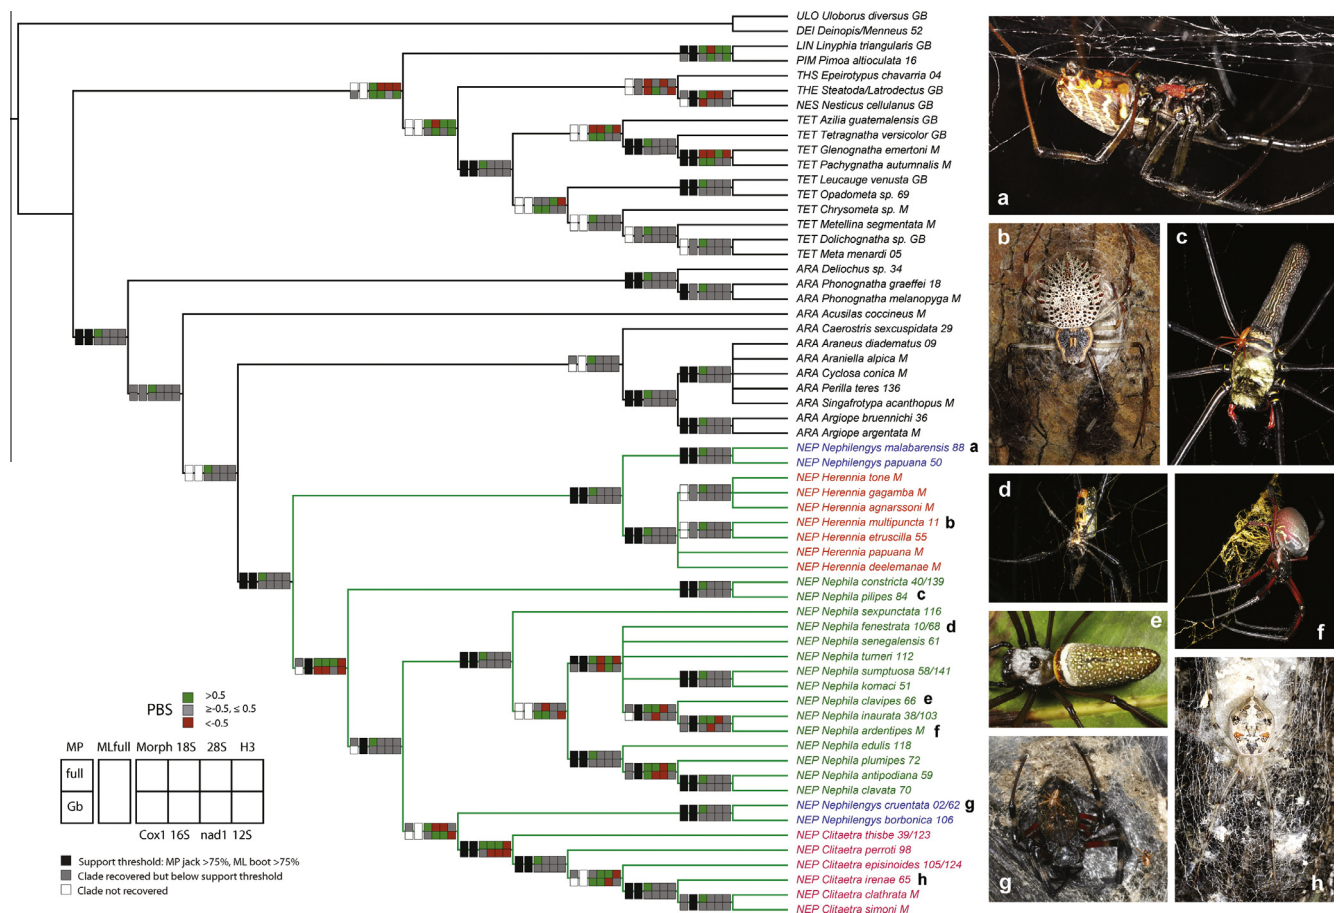 ULO Uloborus diversus GB
DEI Deinopis/Menneus 52
LIN Linyphia triangularis GB
PIM Pimoa altioculata 16
THS Epeirotypus chavarria 04
THE Steatoda/Latrodectus GB
NES Nesticus cellulanus GB
TET Azilia guatemalensis GB
TET Tetragnatha versicolor GB
TET Glenognatha emertoni M
TET Pachygnatha autumnalis M
TET Leucauge venusta GB
TET Opadometa sp. 69
TET Chrysometa sp. M
TET Metellina segmentata M
TET Dolichognatha sp. GB
TET Meta menardi 05
ARA Deliochus sp. 34
ARA Phonognatha graeffei 18
ARA Phonognatha melanopyga M
ARA Acusilas coccineus M
ARA Caerostris sexcuspidata 29
ARA Araneus diadematus 09
ARA Araniella alpica M
ARA Cyclosa conica M
ARA Perilla teres 136
ARA Singafrotypa acanthopus M
ARA Argiope bruennichi 36
ARA Argiope argentata M
NEP Nephilengys malabarensis 88 a
NEP Nephilengys papuana 50
NEP Herennia tone M
NEP Herennia gagamba M
NEP Herennia agnarssoni M
NEP Herennia multipuncta 11 b
NEP Herennia etruscilla 55
NEP Herennia papuana M
NEP Herennia deelemanae M
NEP Nephila constricta 40/139
NEP Nephila pilipes 84 c
NEP Nephila sexpunctata 116
NEP Nephila fenestrata 10/68 d
NEP Nephila senegalensis 61
NEP Nephila turneri 112
NEP Nephila sumptuosa 58/141
NEP Nephila komaci 51
NEP Nephila clavipes 66 e
NEP Nephila inaurata 38/103
NEP Nephila ardentipes M f
NEP Nephila edulis 118
NEP Nephila plumipes 72
NEP Nephila antipodiana 59
NEP Nephila clavata 70
NEP Nephilengys cruentata 02/62 g
NEP Nephilengys borbonica 106
NEP Clitaetra thisbe 39/123
NEP Clitaetra perroti 98
NEP Clitaetra episinoides 105/124
NEP Clitaetra irenae 65 h
NEP Clitaetra clathrata M
NEP Clitaetra simoni M
PBS
>0.5
≥-0.5, ≤ 0.5
<-0.5
MP MLfull Morph 18S 28S H3
full
Gb
Cox1 16S nad1 12S
Support threshold: MP jack >75%, ML boot >75%
Clade recovered but below support threshold
Clade not recovered
a
b
c
d
e
f
g
h